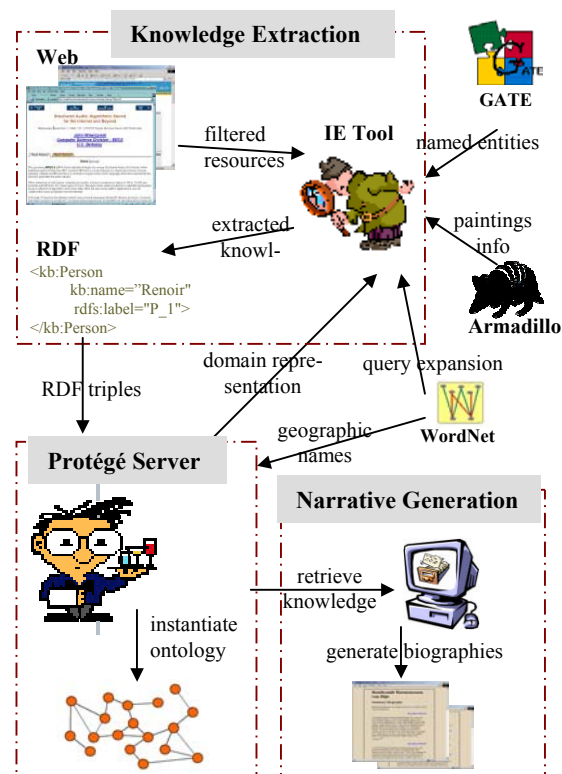 Knowledge Extraction
Web
GATE
filtered
resources
IE Tool
named entities
extracted
knowl-
paintings
info
Armadillo
RDF
<kb:Person
kb:name=”Renoir"
rdfs:label="P_1">
</kb:Person>
RDF triples
domain repre-
sentation
query expansion
WordNet
geographic
names
Protégé Server
Narrative Generation
retrieve
knowledge
instantiate
ontology
generate biographies